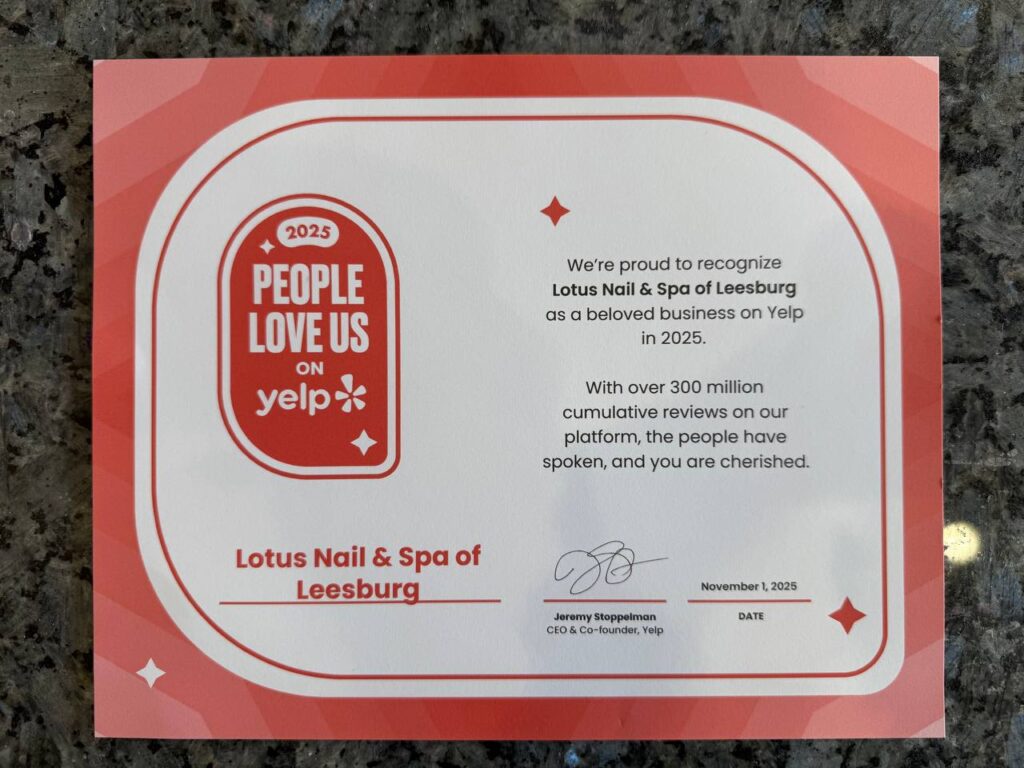 2025
PEOPLE
LOVE US
ON
yelp
We're proud to recognize
Lotus Nail & Spa of Leesburg
as a beloved business on Yelp
in 2025.
With over 300 million
cumulative reviews on our
platform, the people have
spoken, and you are cherished.
Lotus Nail & Spa of
Leesburg
Jeremy Stoppelman
CEO & Co-founder, Yelp
November 1, 2025
DATE